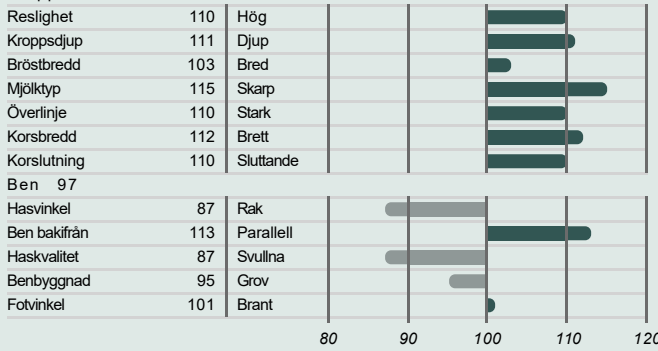 Reslighet 110 Hög
Kroppsdjup 111 Djup
Bröstbredd 103 Bred
Mjölktyp 115 Skarp
Överlinje 110 Stark
Korsbredd 112 Brett
Korslutning 110 Sluttande
Ben 97
Hasvinkel 87 Rak
Ben bakifrån 113 Parallell
Haskvalitet 87 Svullna
Benbyggnad 95 Grov
Fotvinkel 101 Brant
80 90 100 110 120